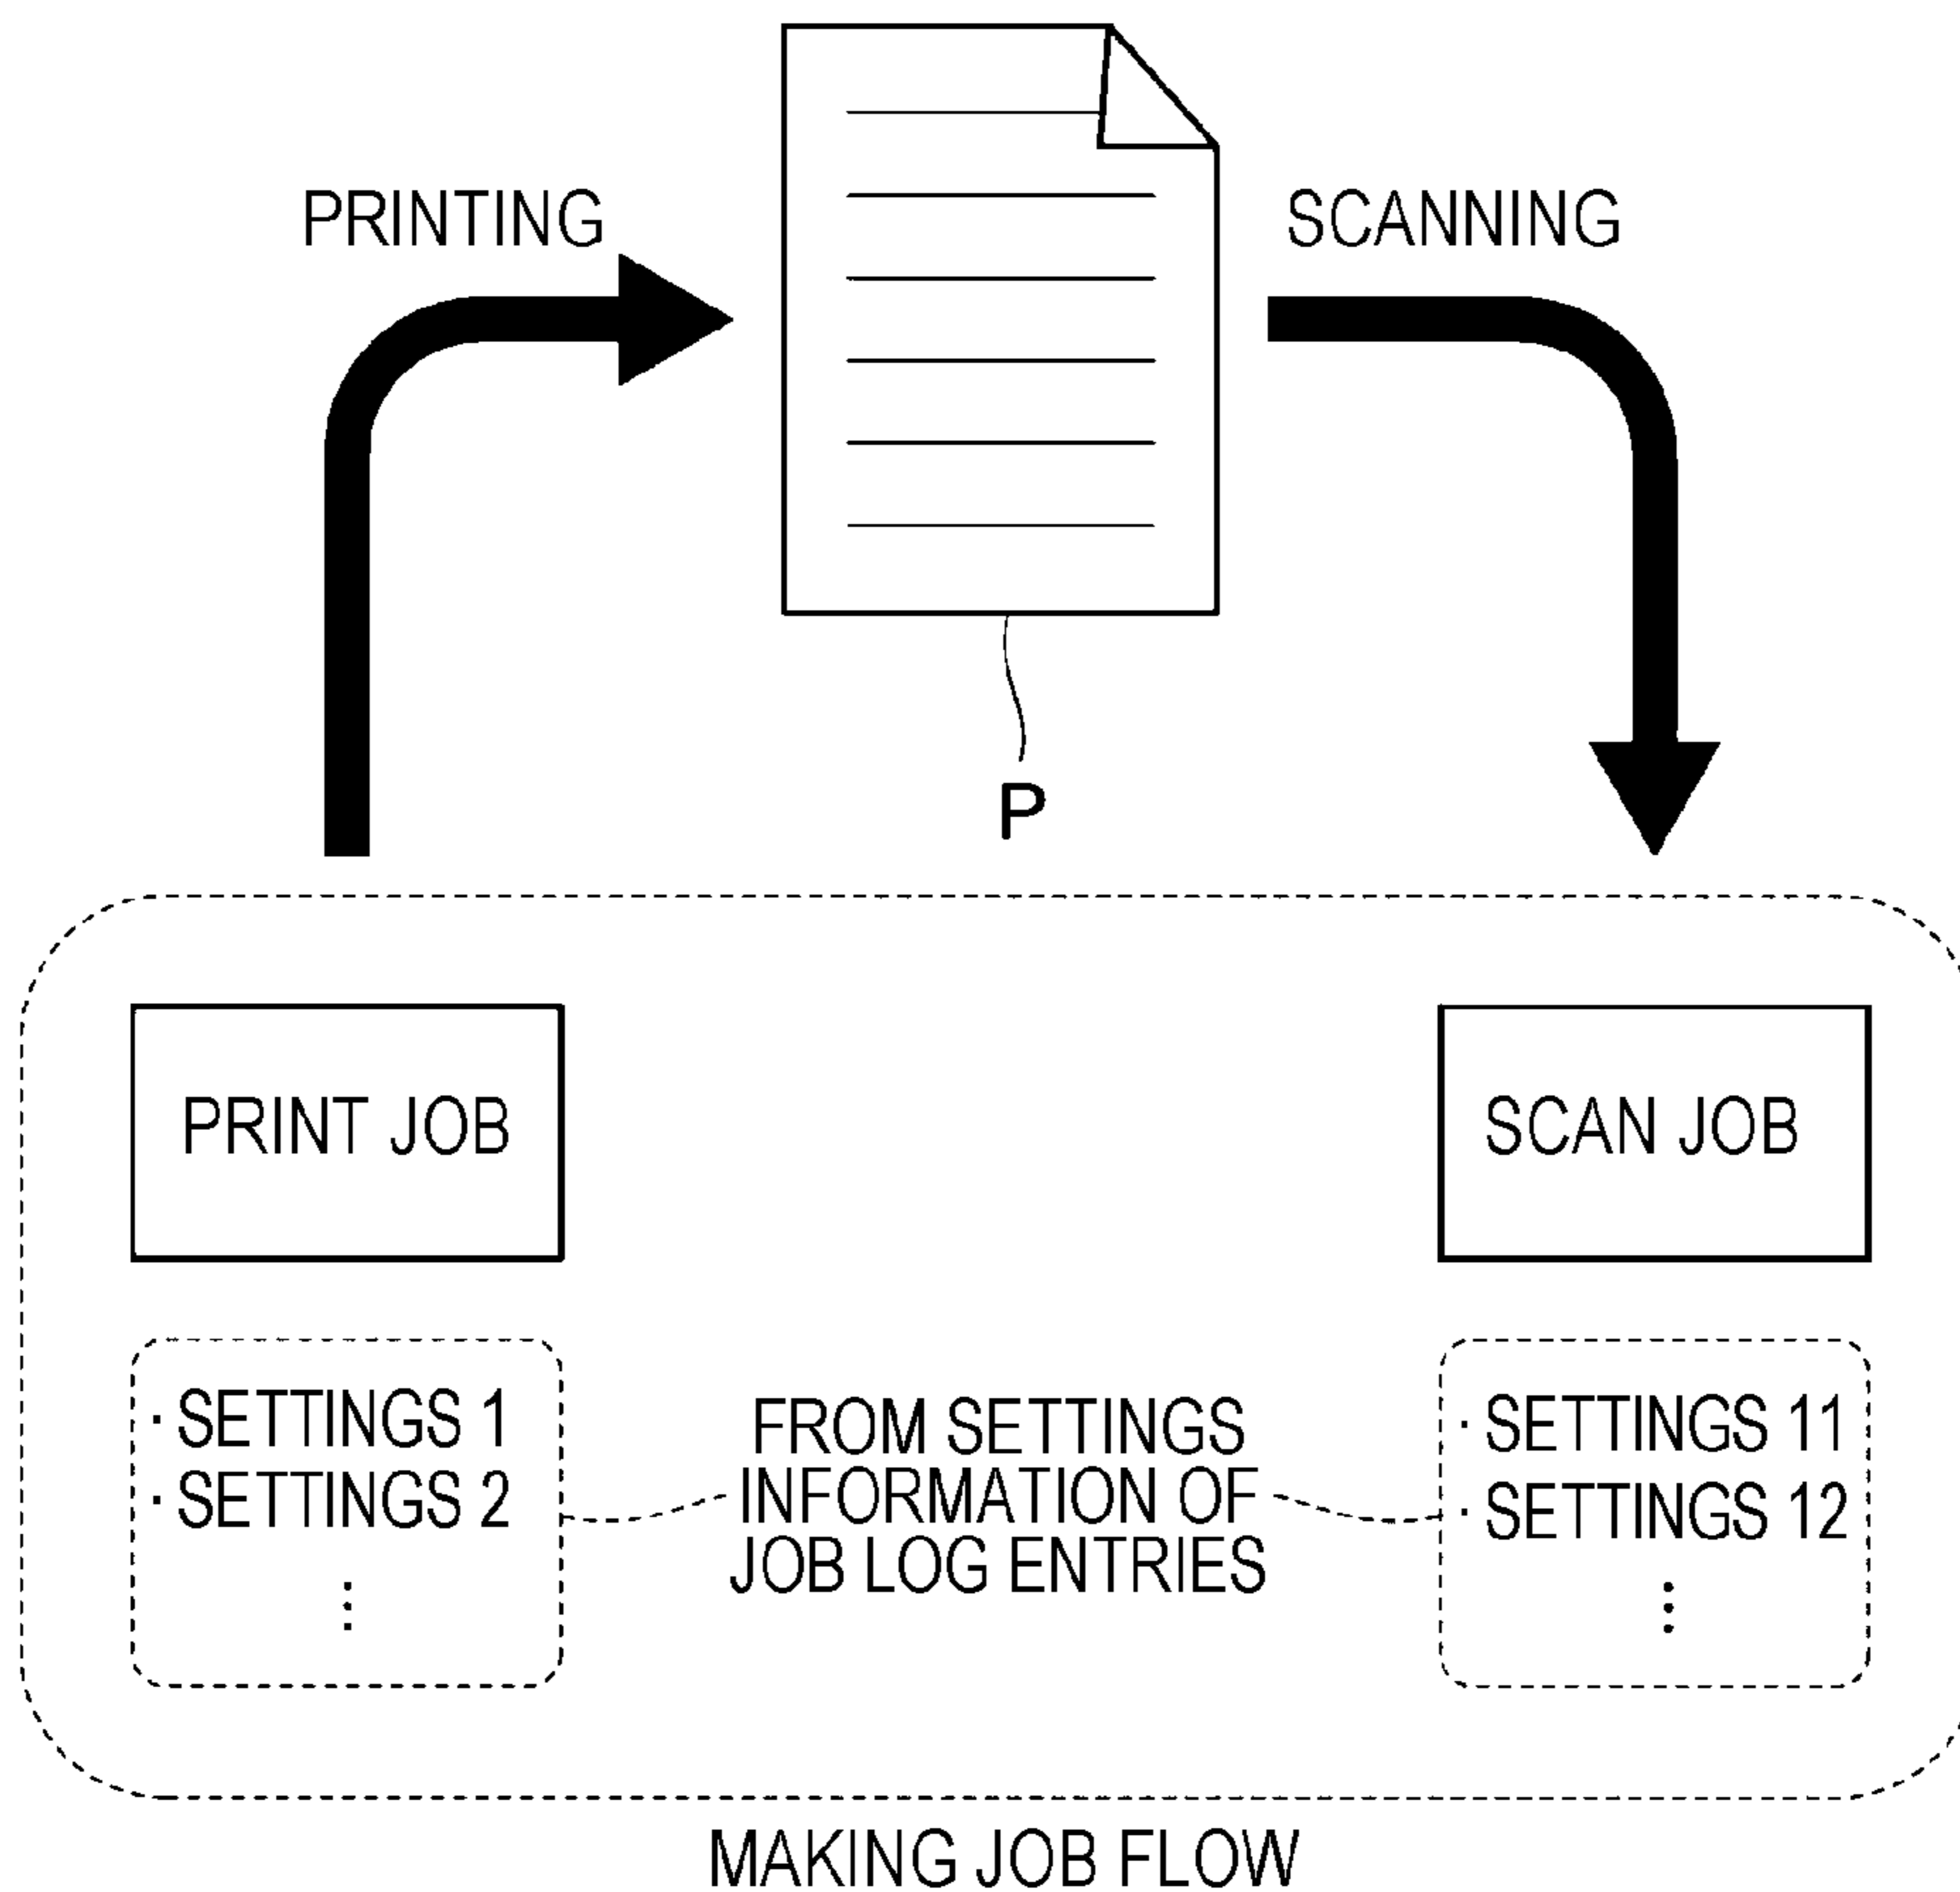 PRINTING
SCANNING
P
PRINT JOB
SCAN JOB
· SETTINGS 1
· SETTINGS 2
⋮
FROM SETTINGS
INFORMATION OF
JOB LOG ENTRIES
· SETTINGS 11
· SETTINGS 12
⋮
MAKING JOB FLOW